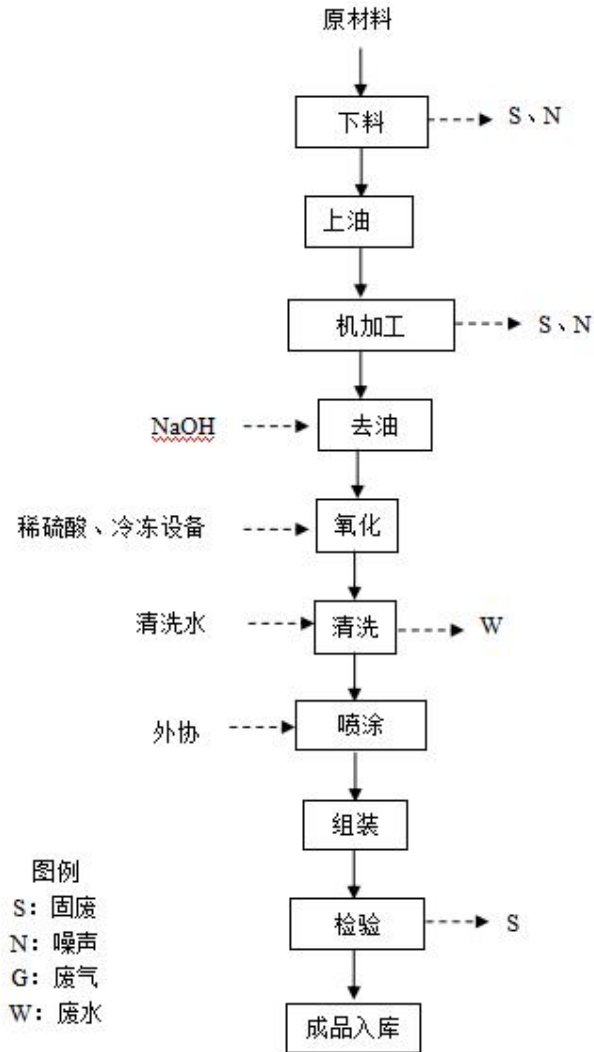 原材料
下料
S、N
上油
机加工
S、N
NaOH
去油
稀硫酸、冷冻设备
氧化
清洗水
清洗
W
外协
喷涂
组装
图例
S：固废
检验
S
N：噪声
G：废气
W：废水
成品入库